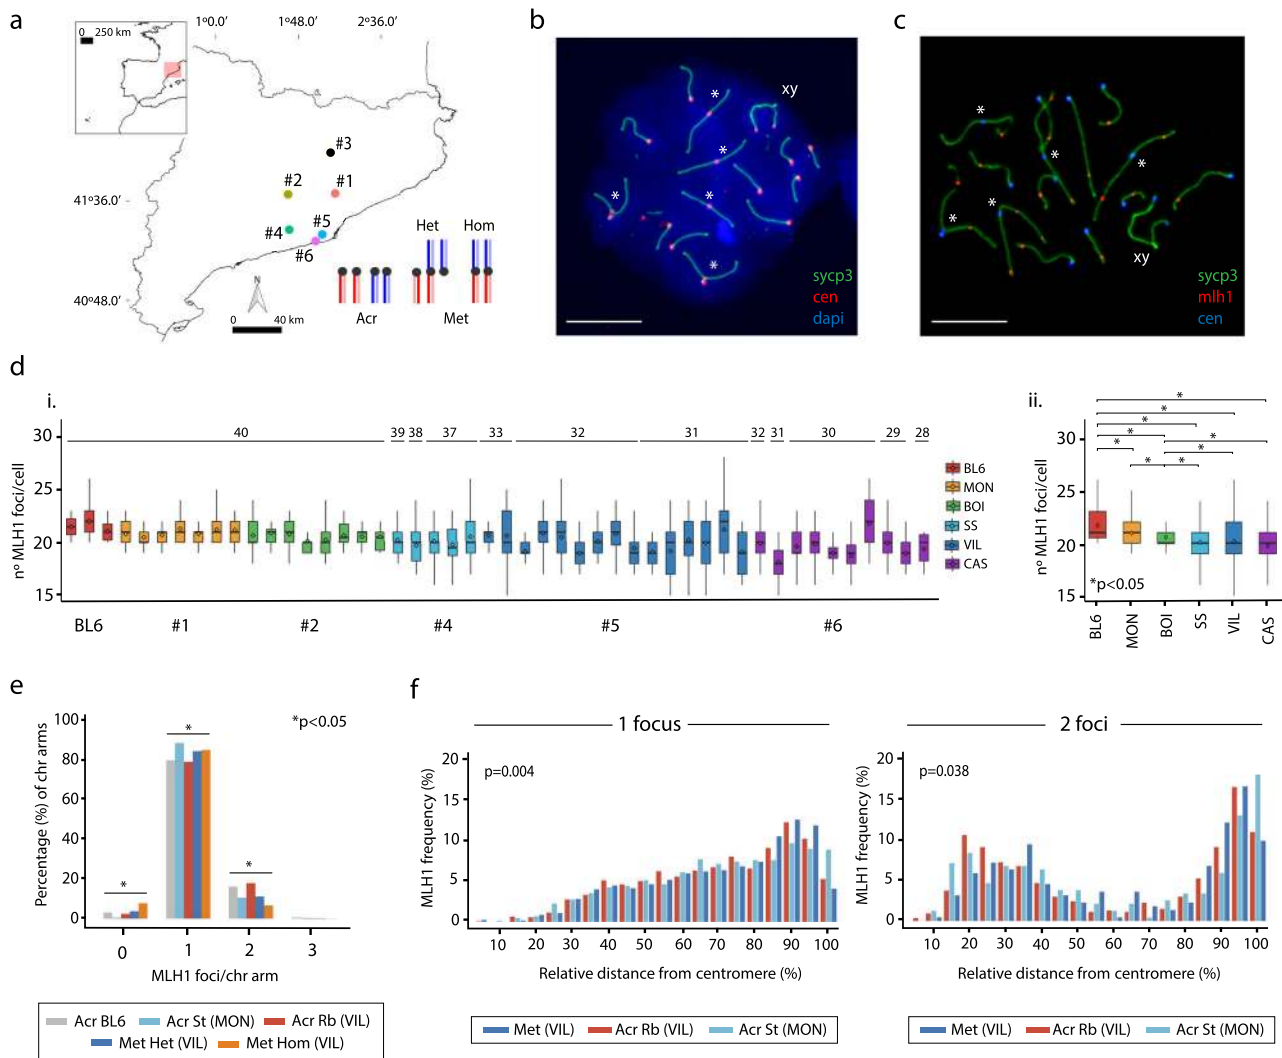 a
0 250 km
1º0.0′ 1º48.0′ 2º36.0′
#3
#2 #1
41º36.0′
#4 #5
#6
Het Hom
40º48.0′
N
0 40 km
Acr Met
b
*
xy
*
*
*
*
sycp3
cen
dapi
c
*
*
*
*
*
xy
sycp3
mlh1
cen
d
i.
nº MLH1 foci/cell
30
25
20
15
40 39 38 37 33 32 31 32 31 30 29 28
BL6 #1 #2 #4 #5 #6
BL6
MON
BOI
SS
VIL
CAS
ii.
nº MLH1 foci/cell
30
25
20
15
*
*
*
* *
* *
* *
*p<0.05
BL6 MON BOI SS VIL CAS
e
Percentage (%) of chr arms
100
80
60
40
20
0
*p<0.05
*
*
*
0 1 2 3
MLH1 foci/chr arm
Acr BL6 Acr St (MON) Acr Rb (VIL)
Met Het (VIL) Met Hom (VIL)
f
1 focus
MLH1 frequency (%)
20
15
10
5
0
p=0.004
10 20 30 40 50 60 70 80 90 100
Relative distance from centromere (%)
Met (VIL) Acr Rb (VIL) Acr St (MON)
2 foci
MLH1 frequency (%)
20
15
10
5
0
p=0.038
10 20 30 40 50 60 70 80 90 100
Relative distance from centromere (%)
Met (VIL) Acr Rb (VIL) Acr St (MON)